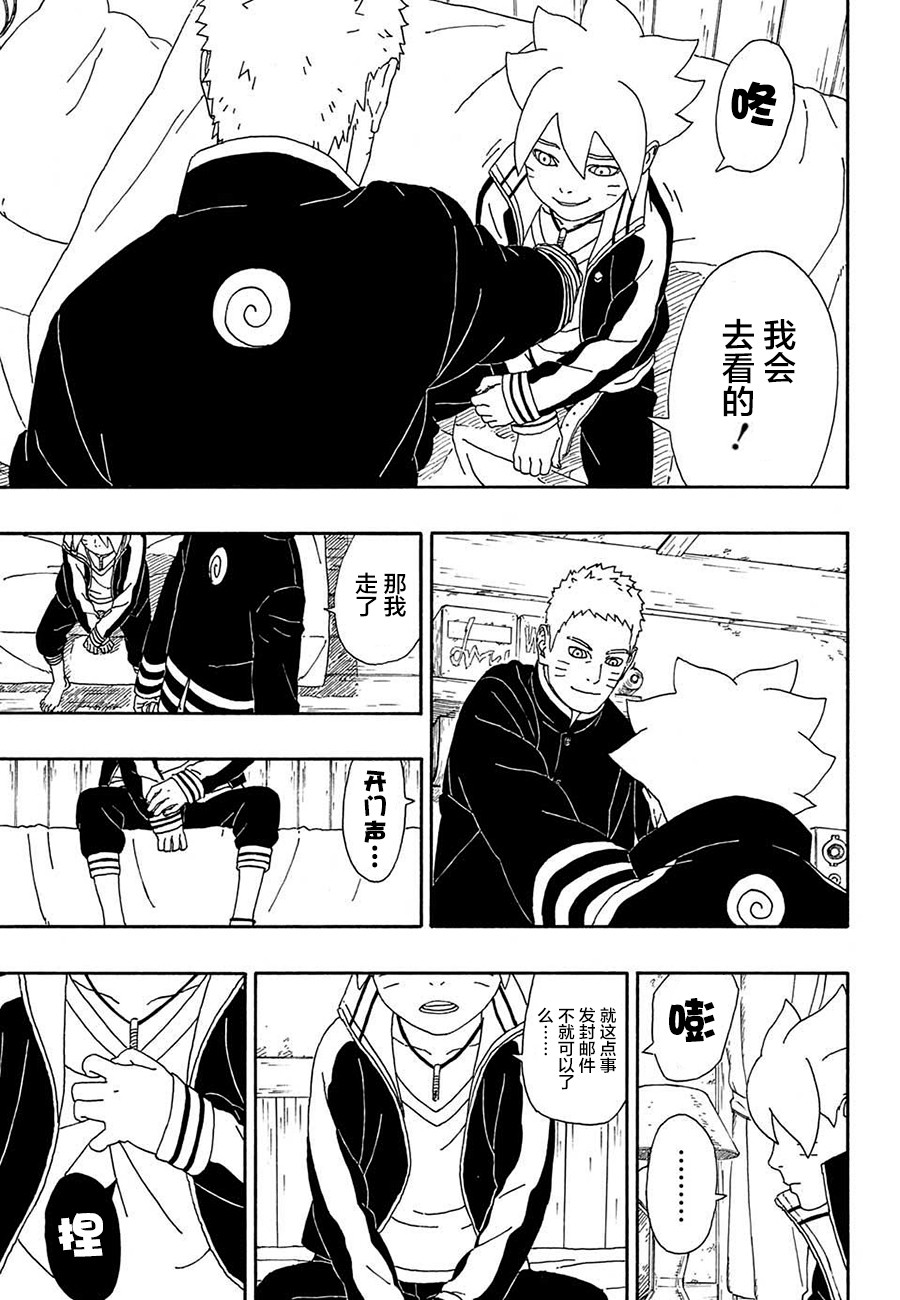 咚
我会
去看的！
那我
走了
开门声…
嘭
………
就这点事
发封邮件
不就可以了
么……
捏